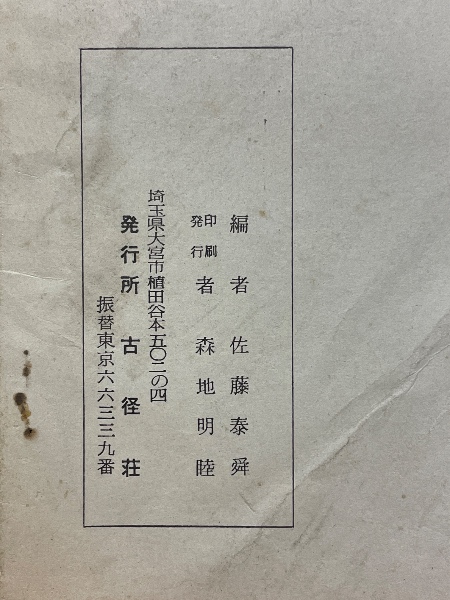 編者 佐藤泰舜
印刷
発行
者 森地明睦
埼玉県大宮市植田谷本五〇二の四
発行所 古径荘
振替東京六六三三九番